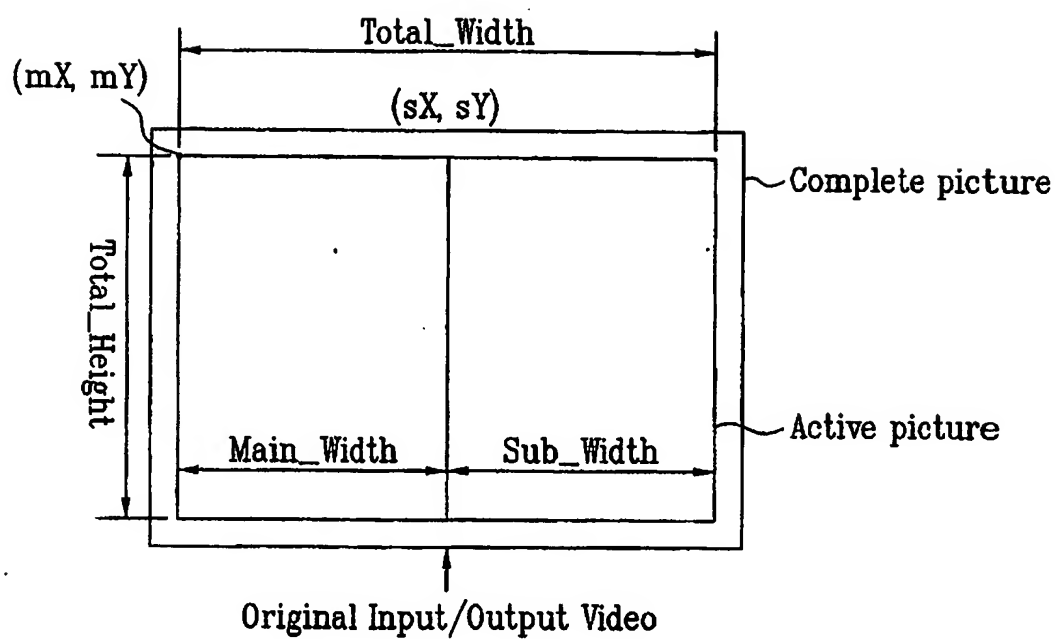 Total_Width
(mX, mY)
(sX, sY)
Complete picture
Total_Height
Main_Width
Sub_Width
Active picture
Original Input/Output Video